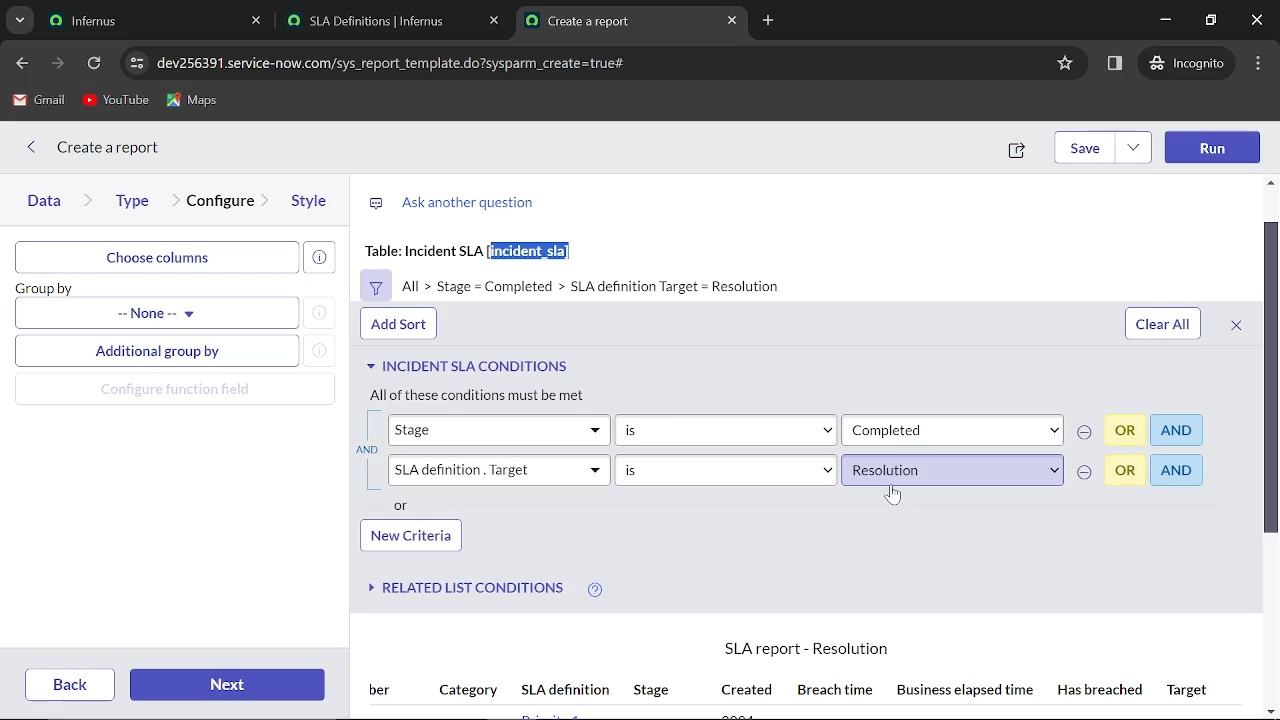 Infernus
SLA Definitions | Infernus
Create a report
dev256391.service-now.com/sys_report_template.do?sysparm_create=true#
Incognito
Gmail
YouTube
Maps
Create a report
Save
Run
Data
Type
Configure
Style
Ask another question
Choose columns
Table: Incident SLA [incident_sla]
Group by
All > Stage = Completed > SLA definition Target = Resolution
-- None --
Add Sort
Clear All
Additional group by
INCIDENT SLA CONDITIONS
Configure function field
All of these conditions must be met
Stage is Completed OR AND
AND
SLA definition . Target is Resolution OR AND
or
New Criteria
RELATED LIST CONDITIONS
SLA report - Resolution
Back
Next
ber Category SLA definition Stage Created Breach time Business elapsed time Has breached Target